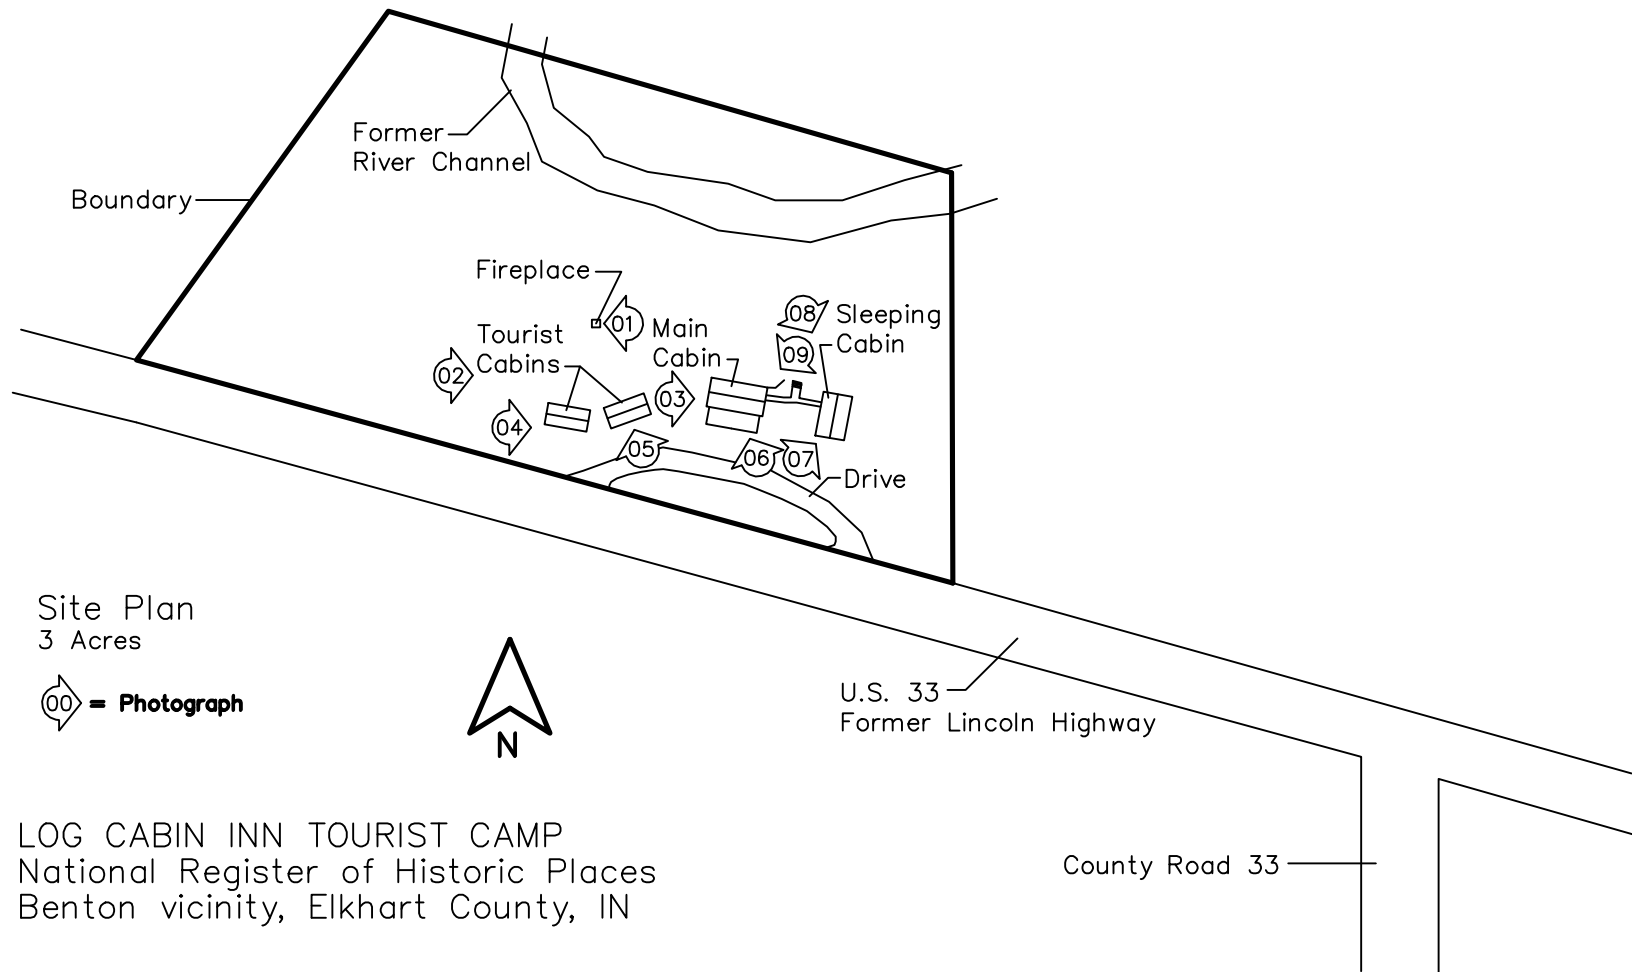 Former
River Channel
Boundary
Fireplace
01
08
Sleeping
Cabin
Main
Cabin
Tourist
Cabins
09
02
03
04
05
06
07
Drive
Site Plan
3 Acres
00 = Photograph
N
U.S. 33
Former Lincoln Highway
LOG CABIN INN TOURIST CAMP
National Register of Historic Places
Benton vicinity, Elkhart County, IN
County Road 33